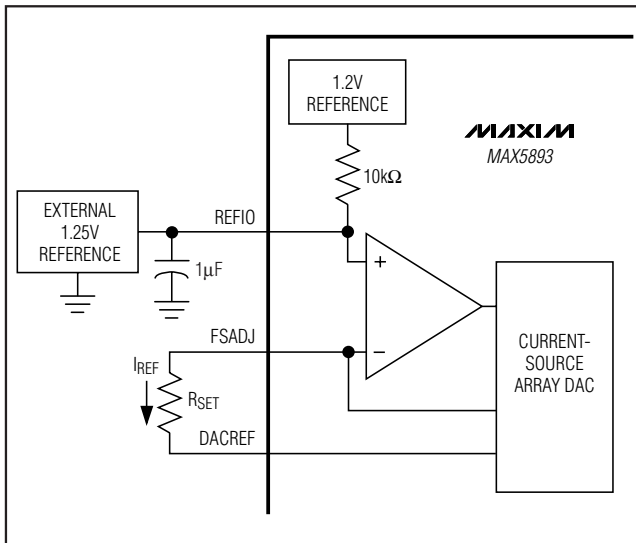 1.2V
REFERENCE
MAXIM
MAX5893
10kΩ
EXTERNAL
1.25V
REFERENCE
REFIO
1µF
+
FSADJ
−
CURRENT-
SOURCE
ARRAY DAC
IREF
RSET
DACREF